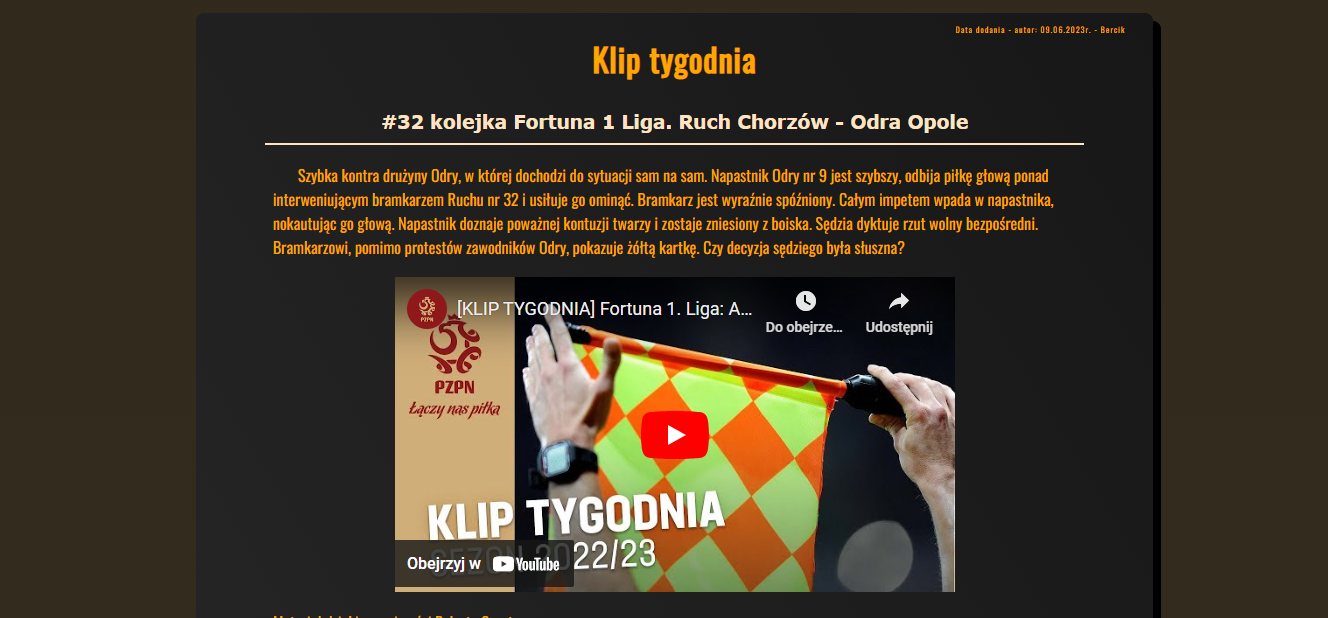 Data dodania - autor: 09.06.2023r. - Bercik
Klip tygodnia
#32 kolejka Fortuna 1 Liga. Ruch Chorzów - Odra Opole
Szybka kontra drużyny Odry, w której dochodzi do sytuacji sam na sam. Napastnik Odry nr 9 jest szybszy, odbija piłkę głową ponad
interweniującym bramkarzem Ruchu nr 32 i usiłuje go ominąć. Bramkarz jest wyraźnie spóźniony. Całym impetem wpada w napastnika,
nokautując go głową. Napastnik doznaje poważnej kontuzji twarzy i zostaje zniesiony z boiska. Sędzia dyktuje rzut wolny bezpośredni.
Bramkarzowi, pomimo protestów zawodników Odry, pokazuje żółtą kartkę. Czy decyzja sędziego była słuszna?
PZPN
[KLIP TYGODNIA] Fortuna 1. Liga: A...
Do obejrze...
Udostępnij
PZPN
Łączy nas piłka
KLIP TYGODNIA
SEZON 2022/23
Obejrzyj w YouTube